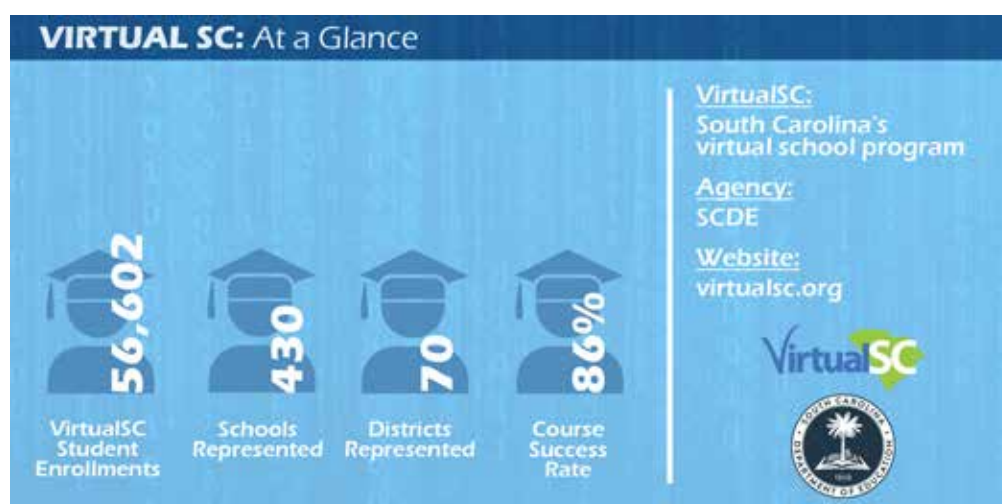 VIRTUAL SC: At a Glance
56,602
VirtualSC
Student
Enrollments
430
Schools
Represented
70
Districts
Represented
86%
Course
Success
Rate
VirtualSC:
South Carolina's
virtual school program
Agency:
SCDE
Website:
virtualsc.org
VirtualSC
SOUTH CAROLINA
DEPARTMENT OF EDUCATION